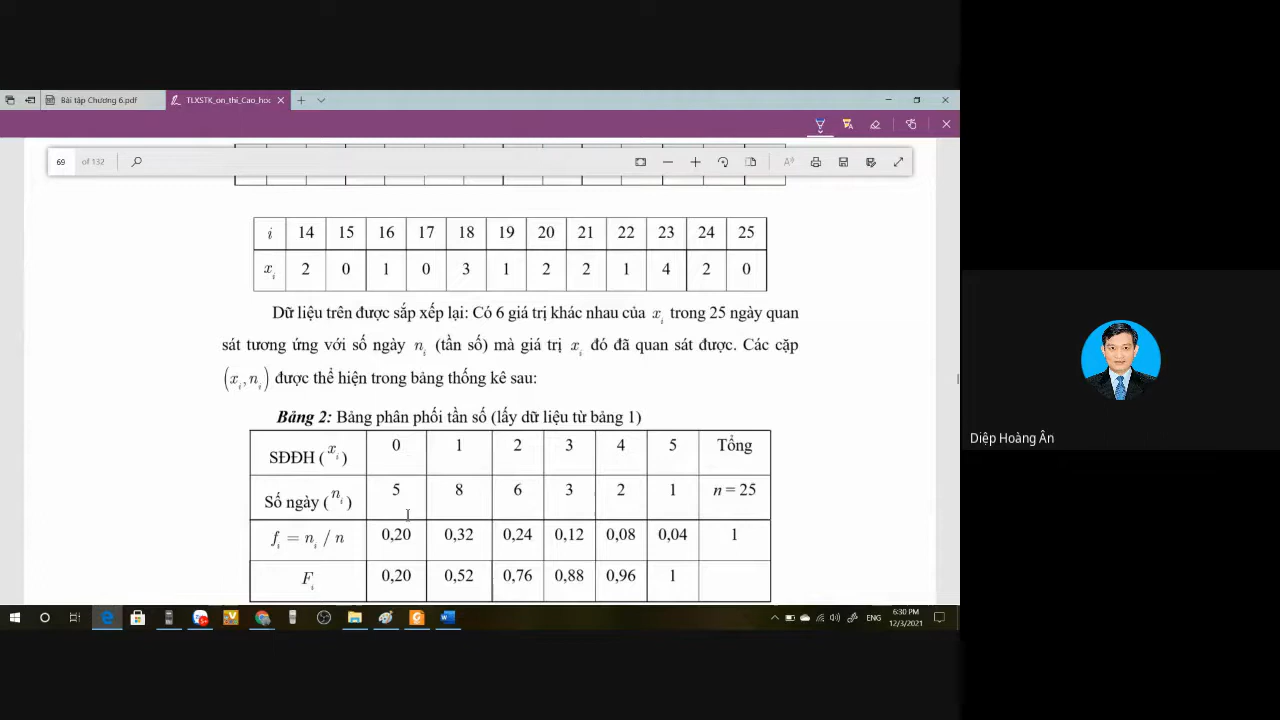 Bài tập Chương 6.pdf
TLXSTK_on_thi_Cao_hoc
69 of 132
i 14 15 16 17 18 19 20 21 22 23 24 25
xᵢ 2 0 1 0 3 1 2 2 1 4 2 0
Dữ liệu trên được sắp xếp lại: Có 6 giá trị khác nhau của xᵢ trong 25 ngày quan
sát tương ứng với số ngày nᵢ (tần số) mà giá trị xᵢ đó đã quan sát được. Các cặp
(xᵢ, nᵢ) được thể hiện trong bảng thống kê sau:
Bảng 2: Bảng phân phối tần số (lấy dữ liệu từ bảng 1)
SĐĐH (xᵢ) 0 1 2 3 4 5 Tổng
Số ngày (nᵢ) 5 8 6 3 2 1 n = 25
fᵢ = nᵢ / n 0,20 0,32 0,24 0,12 0,08 0,04 1
Fᵢ 0,20 0,52 0,76 0,88 0,96 1
Diệp Hoàng Ân
ENG
6:30 PM
12/3/2021